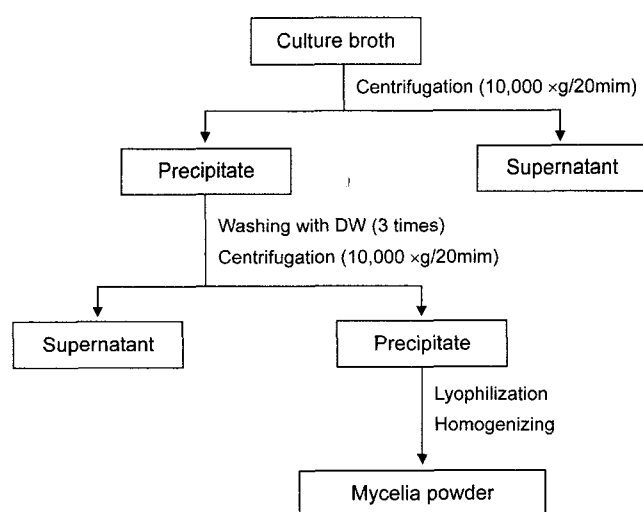 Culture broth
Centrifugation (10,000 ×g/20mim)
Precipitate
Supernatant
Washing with DW (3 times)
Centrifugation (10,000 ×g/20mim)
Supernatant
Precipitate
Lyophilization
Homogenizing
Mycelia powder